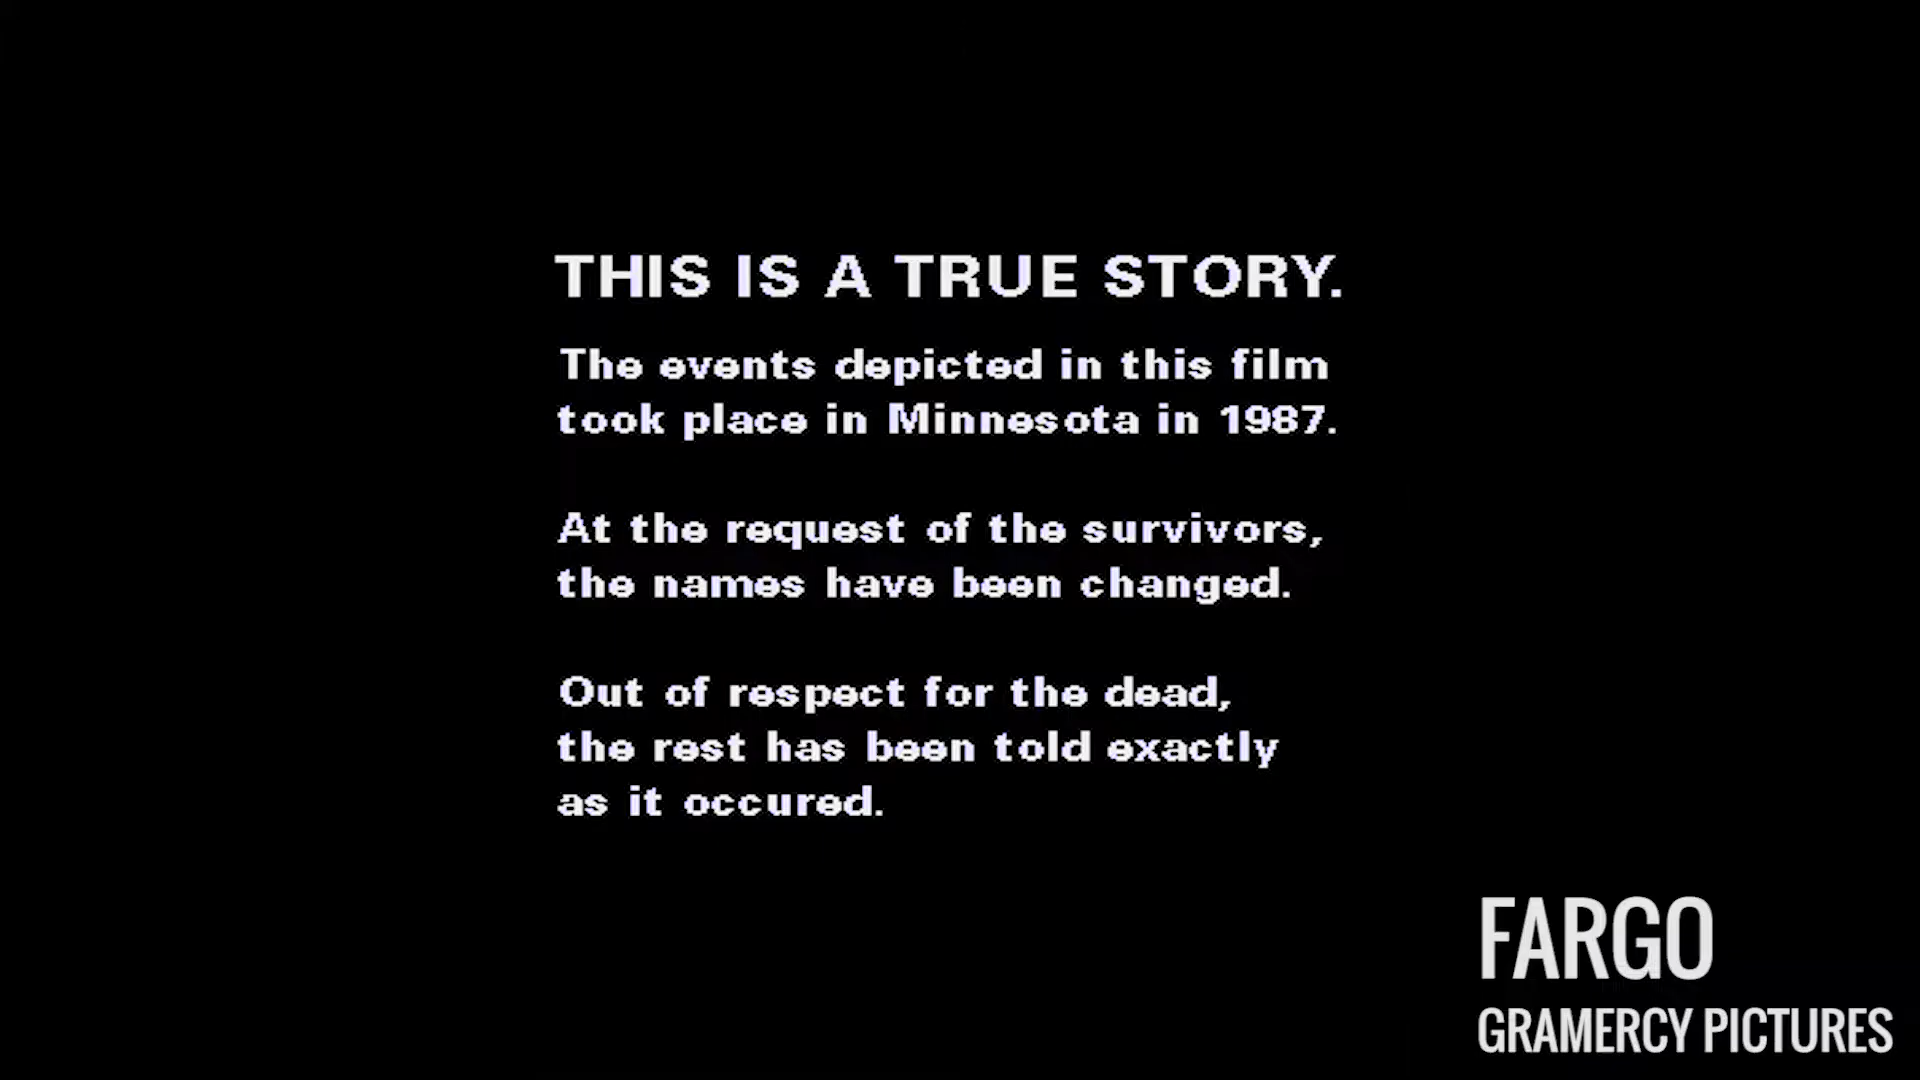 THIS IS A TRUE STORY.
The events depicted in this film
took place in Minnesota in 1987.
At the request of the survivors,
the names have been changed.
Out of respect for the dead,
the rest has been told exactly
as it occured.
FARGO
GRAMERCY PICTURES